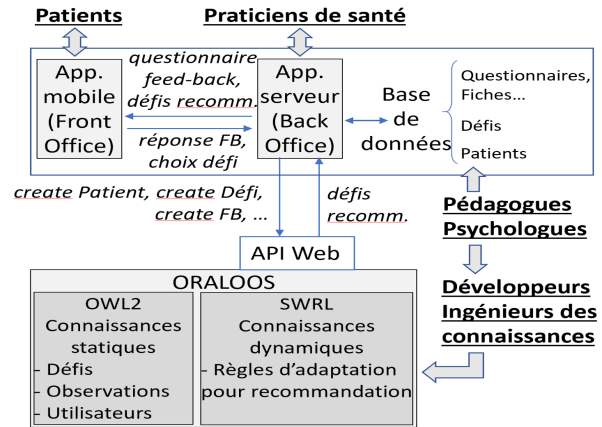 Patients
Praticiens de santé
App.
mobile
(Front
Office)
questionnaire
feed-back,
défis recomm.
réponse FB,
choix défi
App.
serveur
(Back
Office)
Base
de
données
Questionnaires,
Fiches...
Défis
Patients
create Patient, create Défi,
create FB, ...
défis
recomm.
Pédagogues
Psychologues
API Web
Développeurs
Ingénieurs des
connaissances
ORALOOS
OWL2
Connaissances
statiques
- Défis
- Observations
- Utilisateurs
SWRL
Connaissances
dynamiques
- Règles d'adaptation
pour recommandation